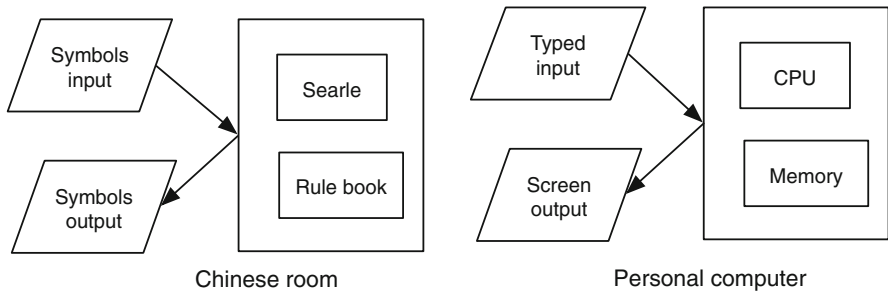 Symbols
input
Searle
Rule book
Symbols
output
Chinese room
Typed
input
CPU
Memory
Screen
output
Personal computer